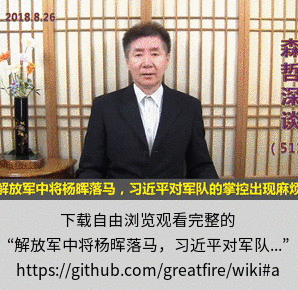 2018.8.26
森哲深谈
（51
解放军中将杨晖落马，习近平对军队的掌控出现麻烦
下载自由浏览观看完整的
“解放军中将杨晖落马，习近平对军队...”
https://github.com/greatfire/wiki#a